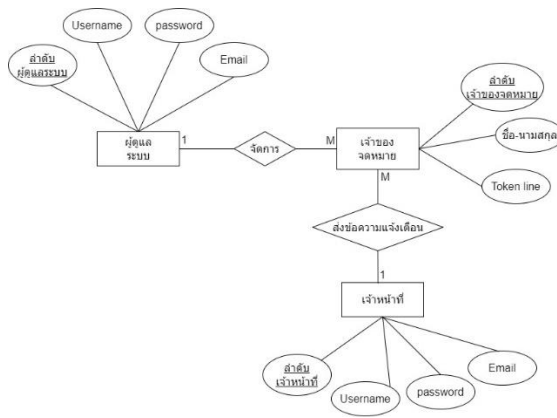 Username
password
ลำดับ
ผู้ดูแลระบบ
Email
ลำดับ
เจ้าของจดหมาย
ผู้ดูแล
ระบบ
1
จัดการ
M
เจ้าของ
จดหมาย
ชื่อ-นามสกุล
M
Token line
ส่งข้อความแจ้งเตือน
1
เจ้าหน้าที่
ลำดับ
เจ้าหน้าที่
Username
password
Email